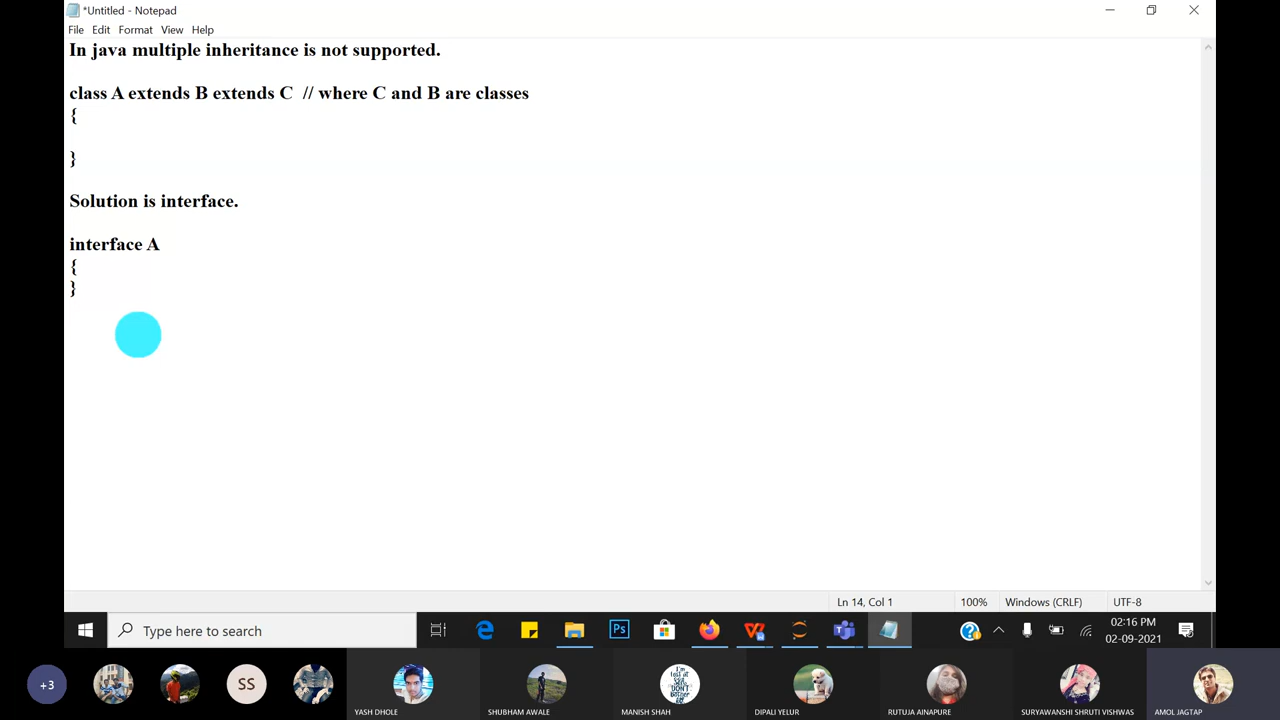 *Untitled - Notepad
File Edit Format View Help
In java multiple inheritance is not supported.
class A extends B extends C // where C and B are classes
{
}
Solution is interface.
interface A
{
}
Ln 14, Col 1 100% Windows (CRLF) UTF-8
Type here to search
Ps
02:16 PM
02-09-2021
+3
SS
YASH DHOLE
SHUBHAM AWALE
MANISH SHAH
DIPALI YELUR
RUTUJA AINAPURE
SURYAWANSHI SHRUTI VISHWAS
AMOL JAGTAP